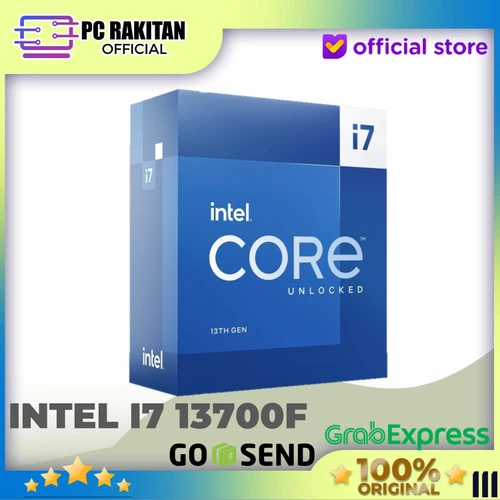 PC RAKITAN
OFFICIAL
official store
i7
i7
intel.
CORE™
UNLOCKED
13TH GEN
intel
INTEL I7 13700F
GO SEND
GrabExpress
100%
ORIGINAL